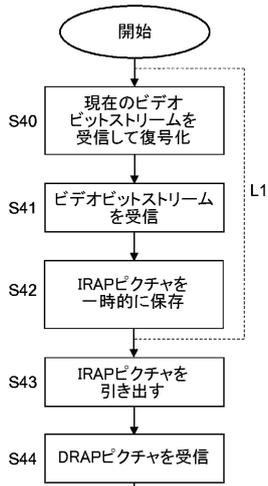 開始
S40
現在のビデオ
ビットストリームを
受信して復号化
L1
S41
ビデオビットストリーム
を受信
S42
IRAPピクチャを
一時的に保存
S43
IRAPピクチャを
引き出す
S44
DRAPピクチャを受信